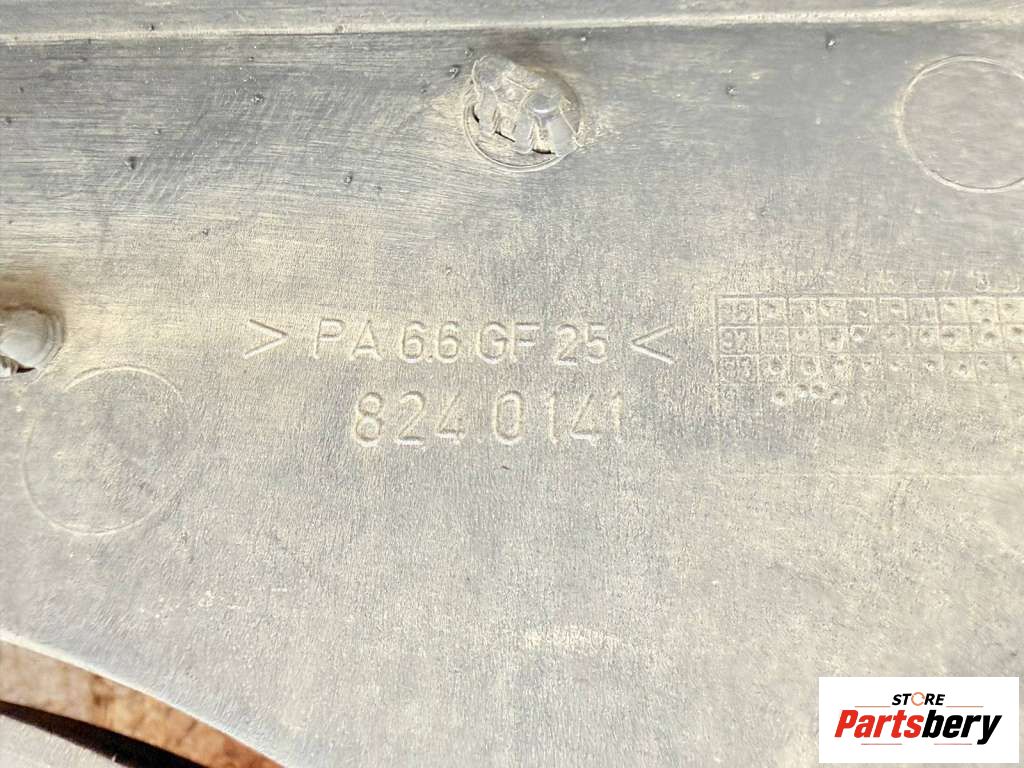 > PA 6.6 GF 25 <
824.0141
STORE
Partsbery